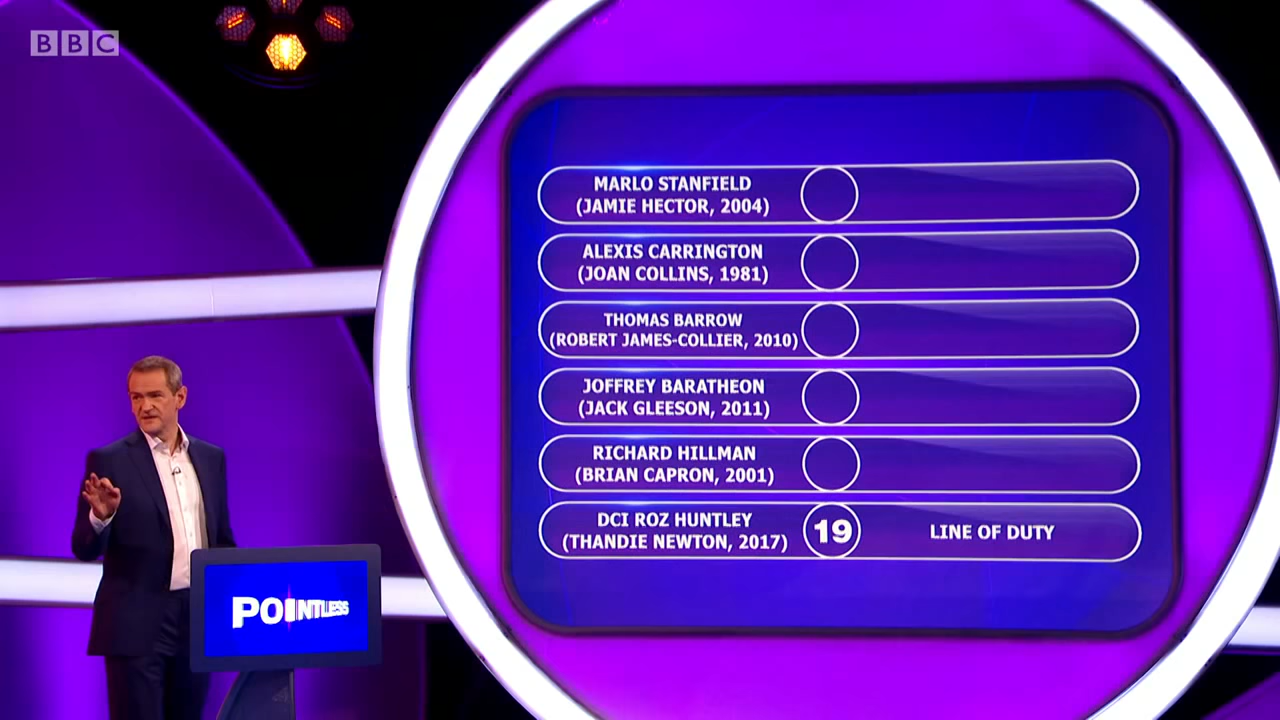 BBC
MARLO STANFIELD
(JAMIE HECTOR, 2004)
ALEXIS CARRINGTON
(JOAN COLLINS, 1981)
THOMAS BARROW
(ROBERT JAMES-COLLIER, 2010)
JOFFREY BARATHEON
(JACK GLEESON, 2011)
RICHARD HILLMAN
(BRIAN CAPRON, 2001)
DCI ROZ HUNTLEY
(THANDIE NEWTON, 2017)
19
LINE OF DUTY
POINTLESS